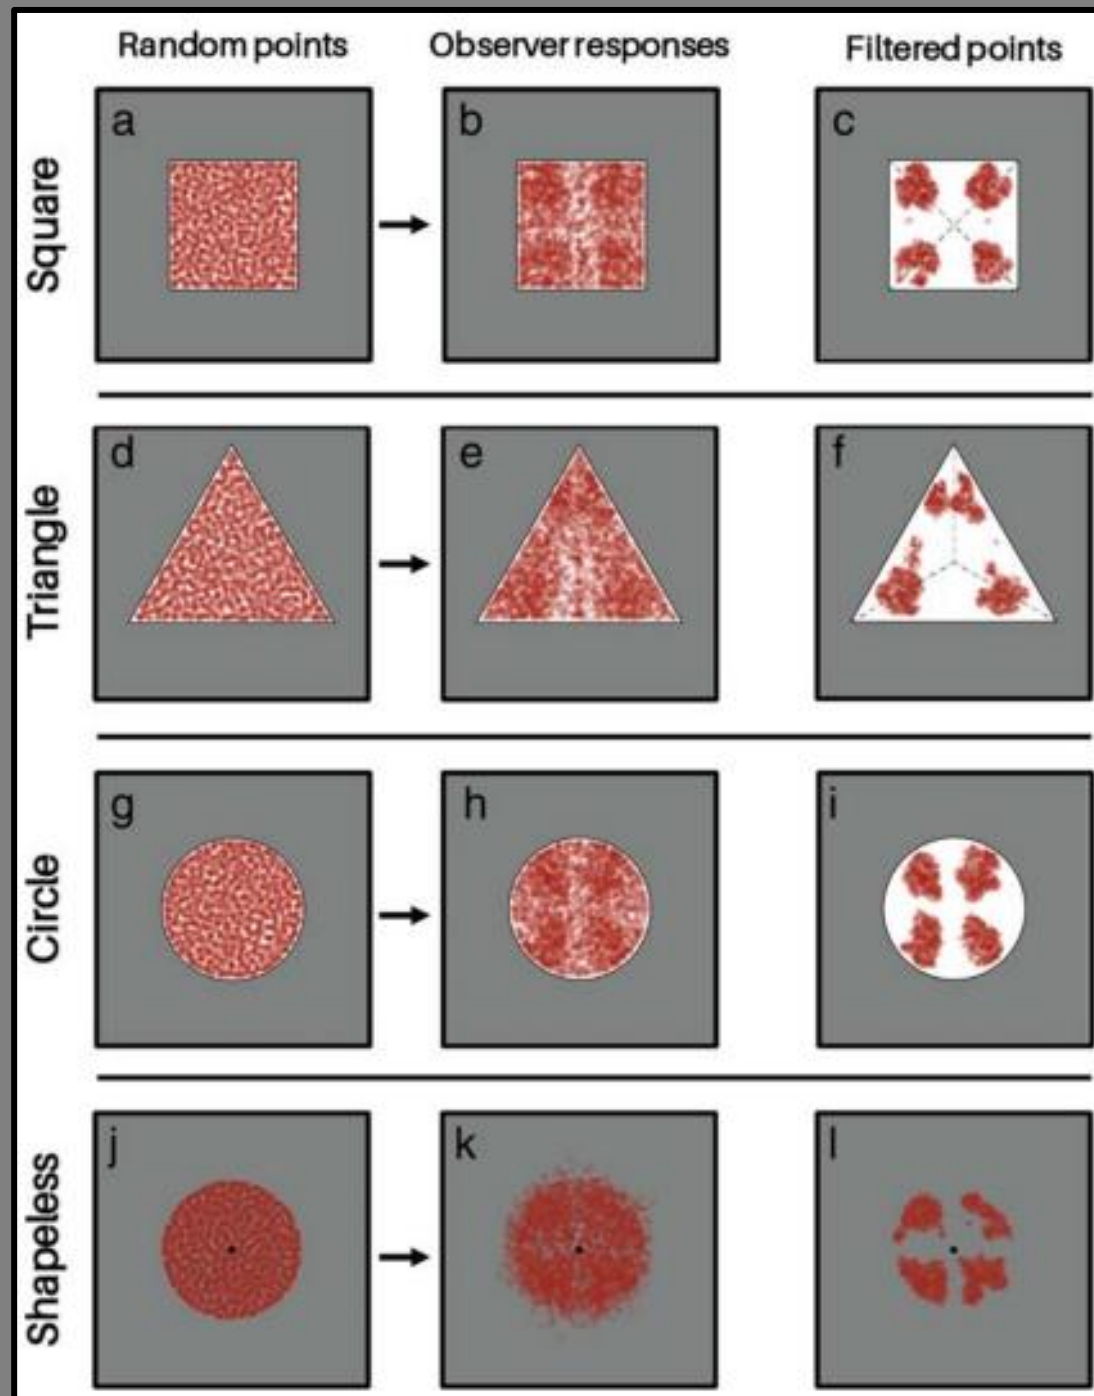 Random points Observer responses Filtered points
Square
a b c
Triangle
d e f
Circle
g h i
Shapeless
j k l